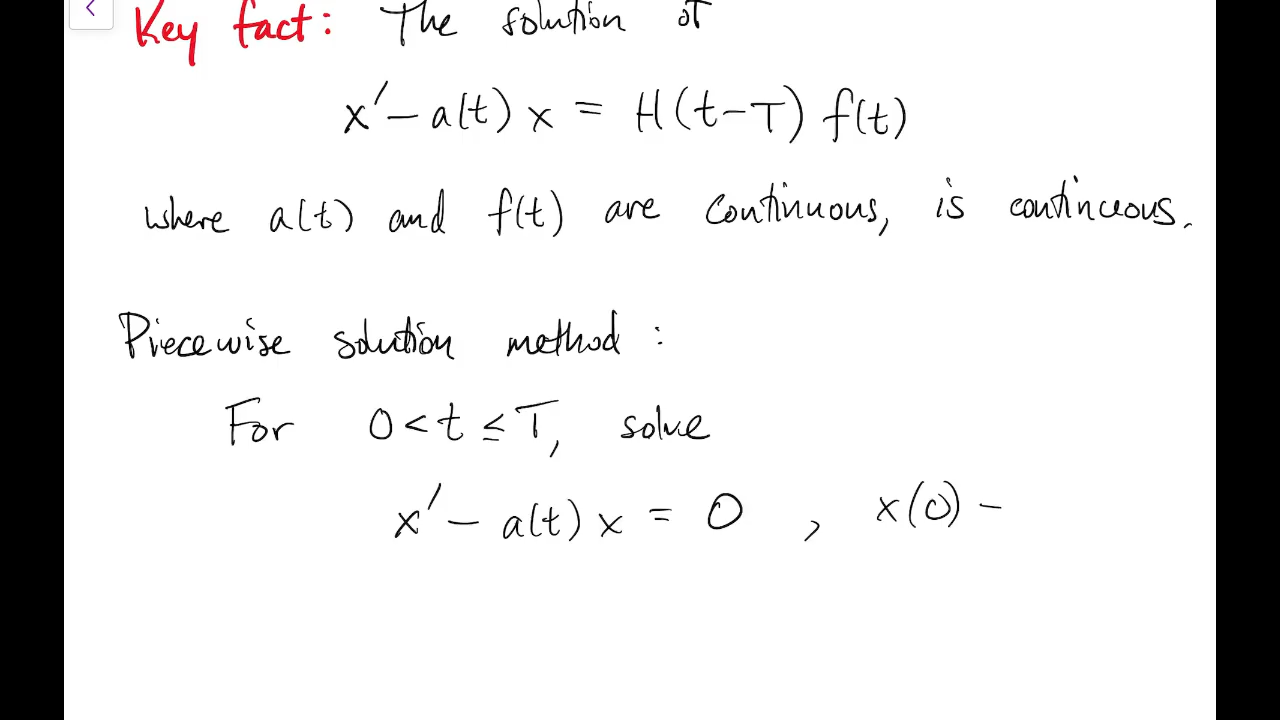 Key fact: The solution of
x' - a(t) x = H(t-T) f(t)
where a(t) and f(t) are continuous, is continuous.
Piecewise solution method :
For 0 < t ≤ T, solve
x' - a(t) x = 0 , x(0) -